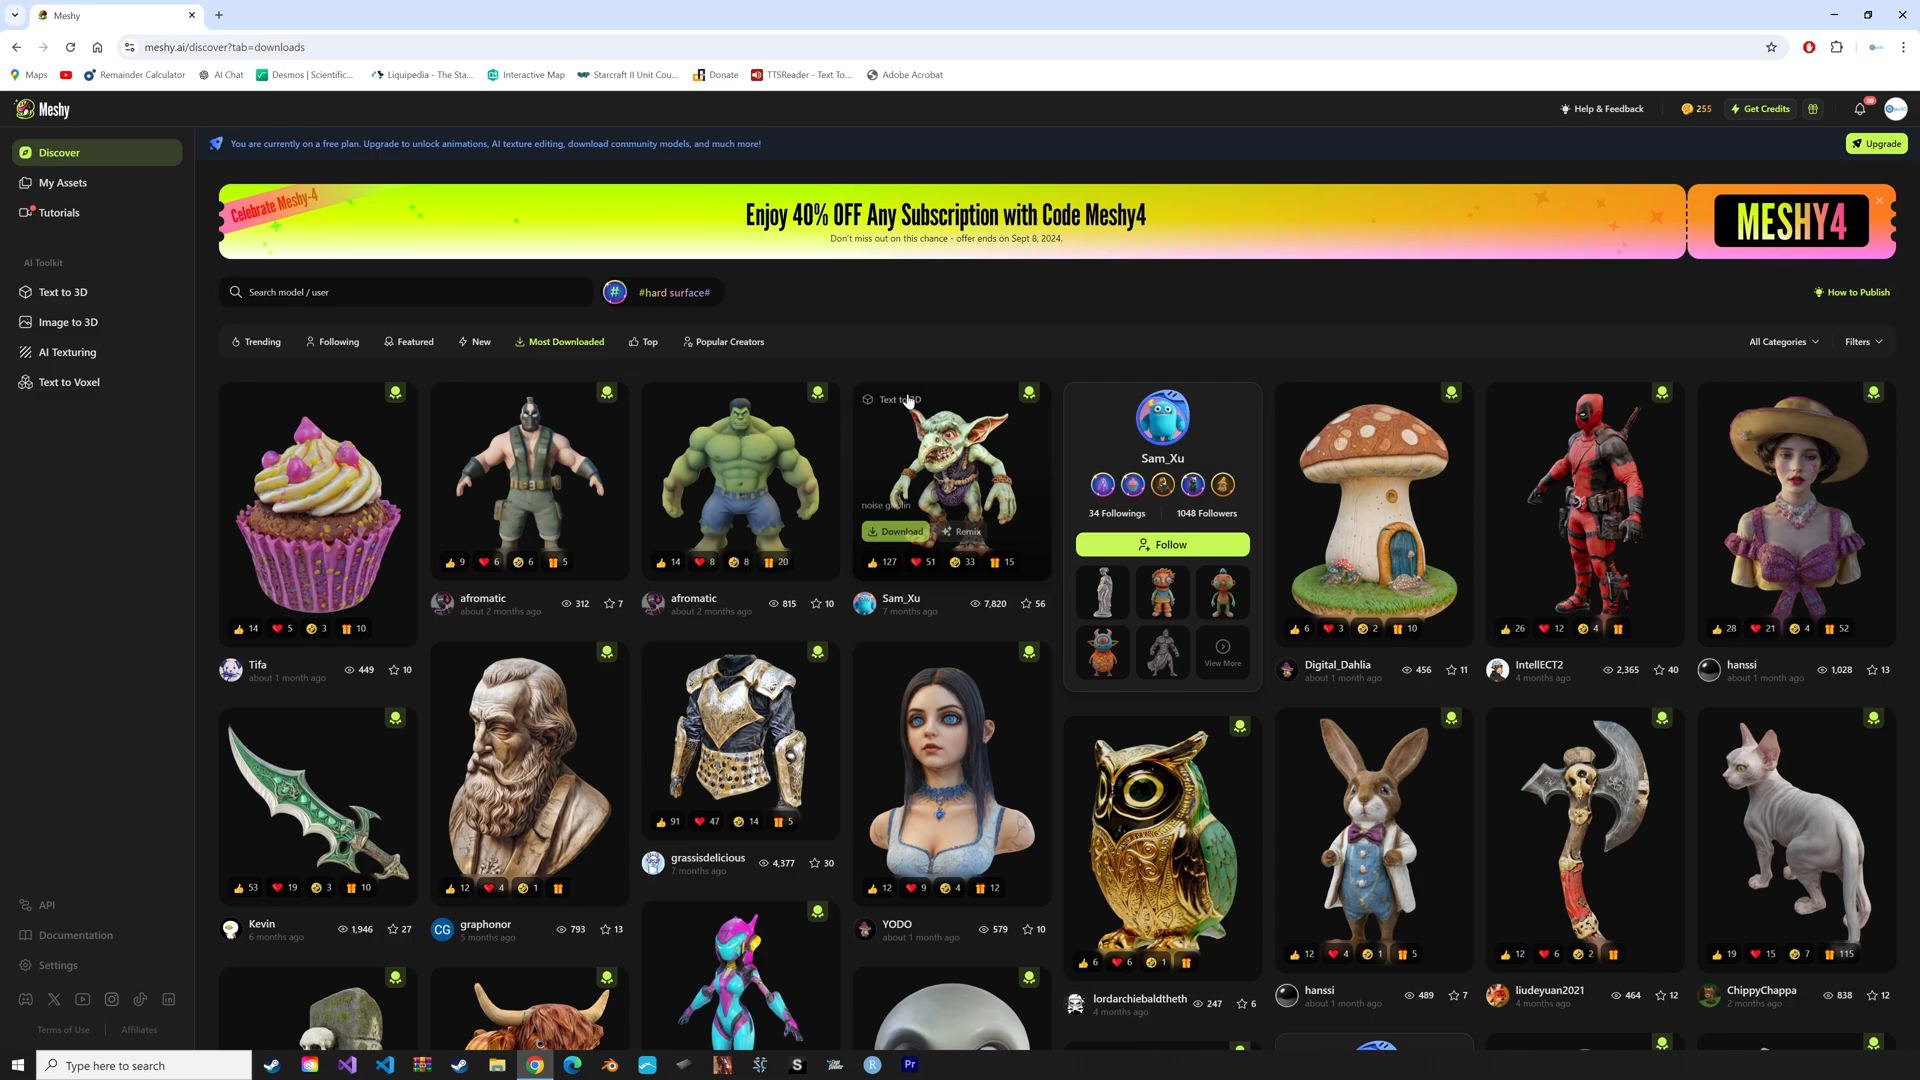 Meshy
meshy.ai/discover?tab=downloads
Maps
Remainder Calculator
AI Chat
Desmos | Scientific...
Liquipedia - The Sta...
Interactive Map
Starcraft II Unit Cou...
Donate
TTSReader - Text To...
Adobe Acrobat
Meshy
Help & Feedback
255
Get Credits
38
Discover
My Assets
Tutorials
AI Toolkit
Text to 3D
Image to 3D
AI Texturing
Text to Voxel
You are currently on a free plan. Upgrade to unlock animations, AI texture editing, download community models, and much more!
Upgrade
Celebrate Meshy-4
Enjoy 40% OFF Any Subscription with Code Meshy4
Don't miss out on this chance - offer ends on Sept 8, 2024.
MESHY4
Search model / user
#
#hard surface#
How to Publish
Trending
Following
Featured
New
Most Downloaded
Top
Popular Creators
All Categories
Filters
14 5 3 10
Tifa
about 1 month ago
449 10
9 6 6 5
afromatic
about 2 months ago
312 7
14 8 8 20
afromatic
about 2 months ago
815 10
Text to 3D
noise goblin
Download
Remix
127 51 33 15
Sam_Xu
7 months ago
7,820 56
Sam_Xu
34 Followings
1048 Followers
Follow
View More
6 3 2 10
Digital_Dahlia
about 1 month ago
456 11
26 12 4
IntellECT2
4 months ago
2,365 40
28 21 4 52
hanssi
about 1 month ago
1,028 13
53 19 3 10
Kevin
6 months ago
1,946 27
12 4 1
CG
graphonor
5 months ago
793 13
91 47 14 5
grassisdelicious
7 months ago
4,377 30
12 9 4 12
YODO
about 1 month ago
579 10
6 6 1
lordarchiebaldtheth
4 months ago
247 6
12 4 1 5
hanssi
about 1 month ago
489 7
12 6 2
liudeyuan2021
4 months ago
464 12
19 15 7 115
ChippyChappa
2 months ago
838 12
API
Documentation
Settings
Terms of Use
Affiliates
Type here to search
S
R
Pr